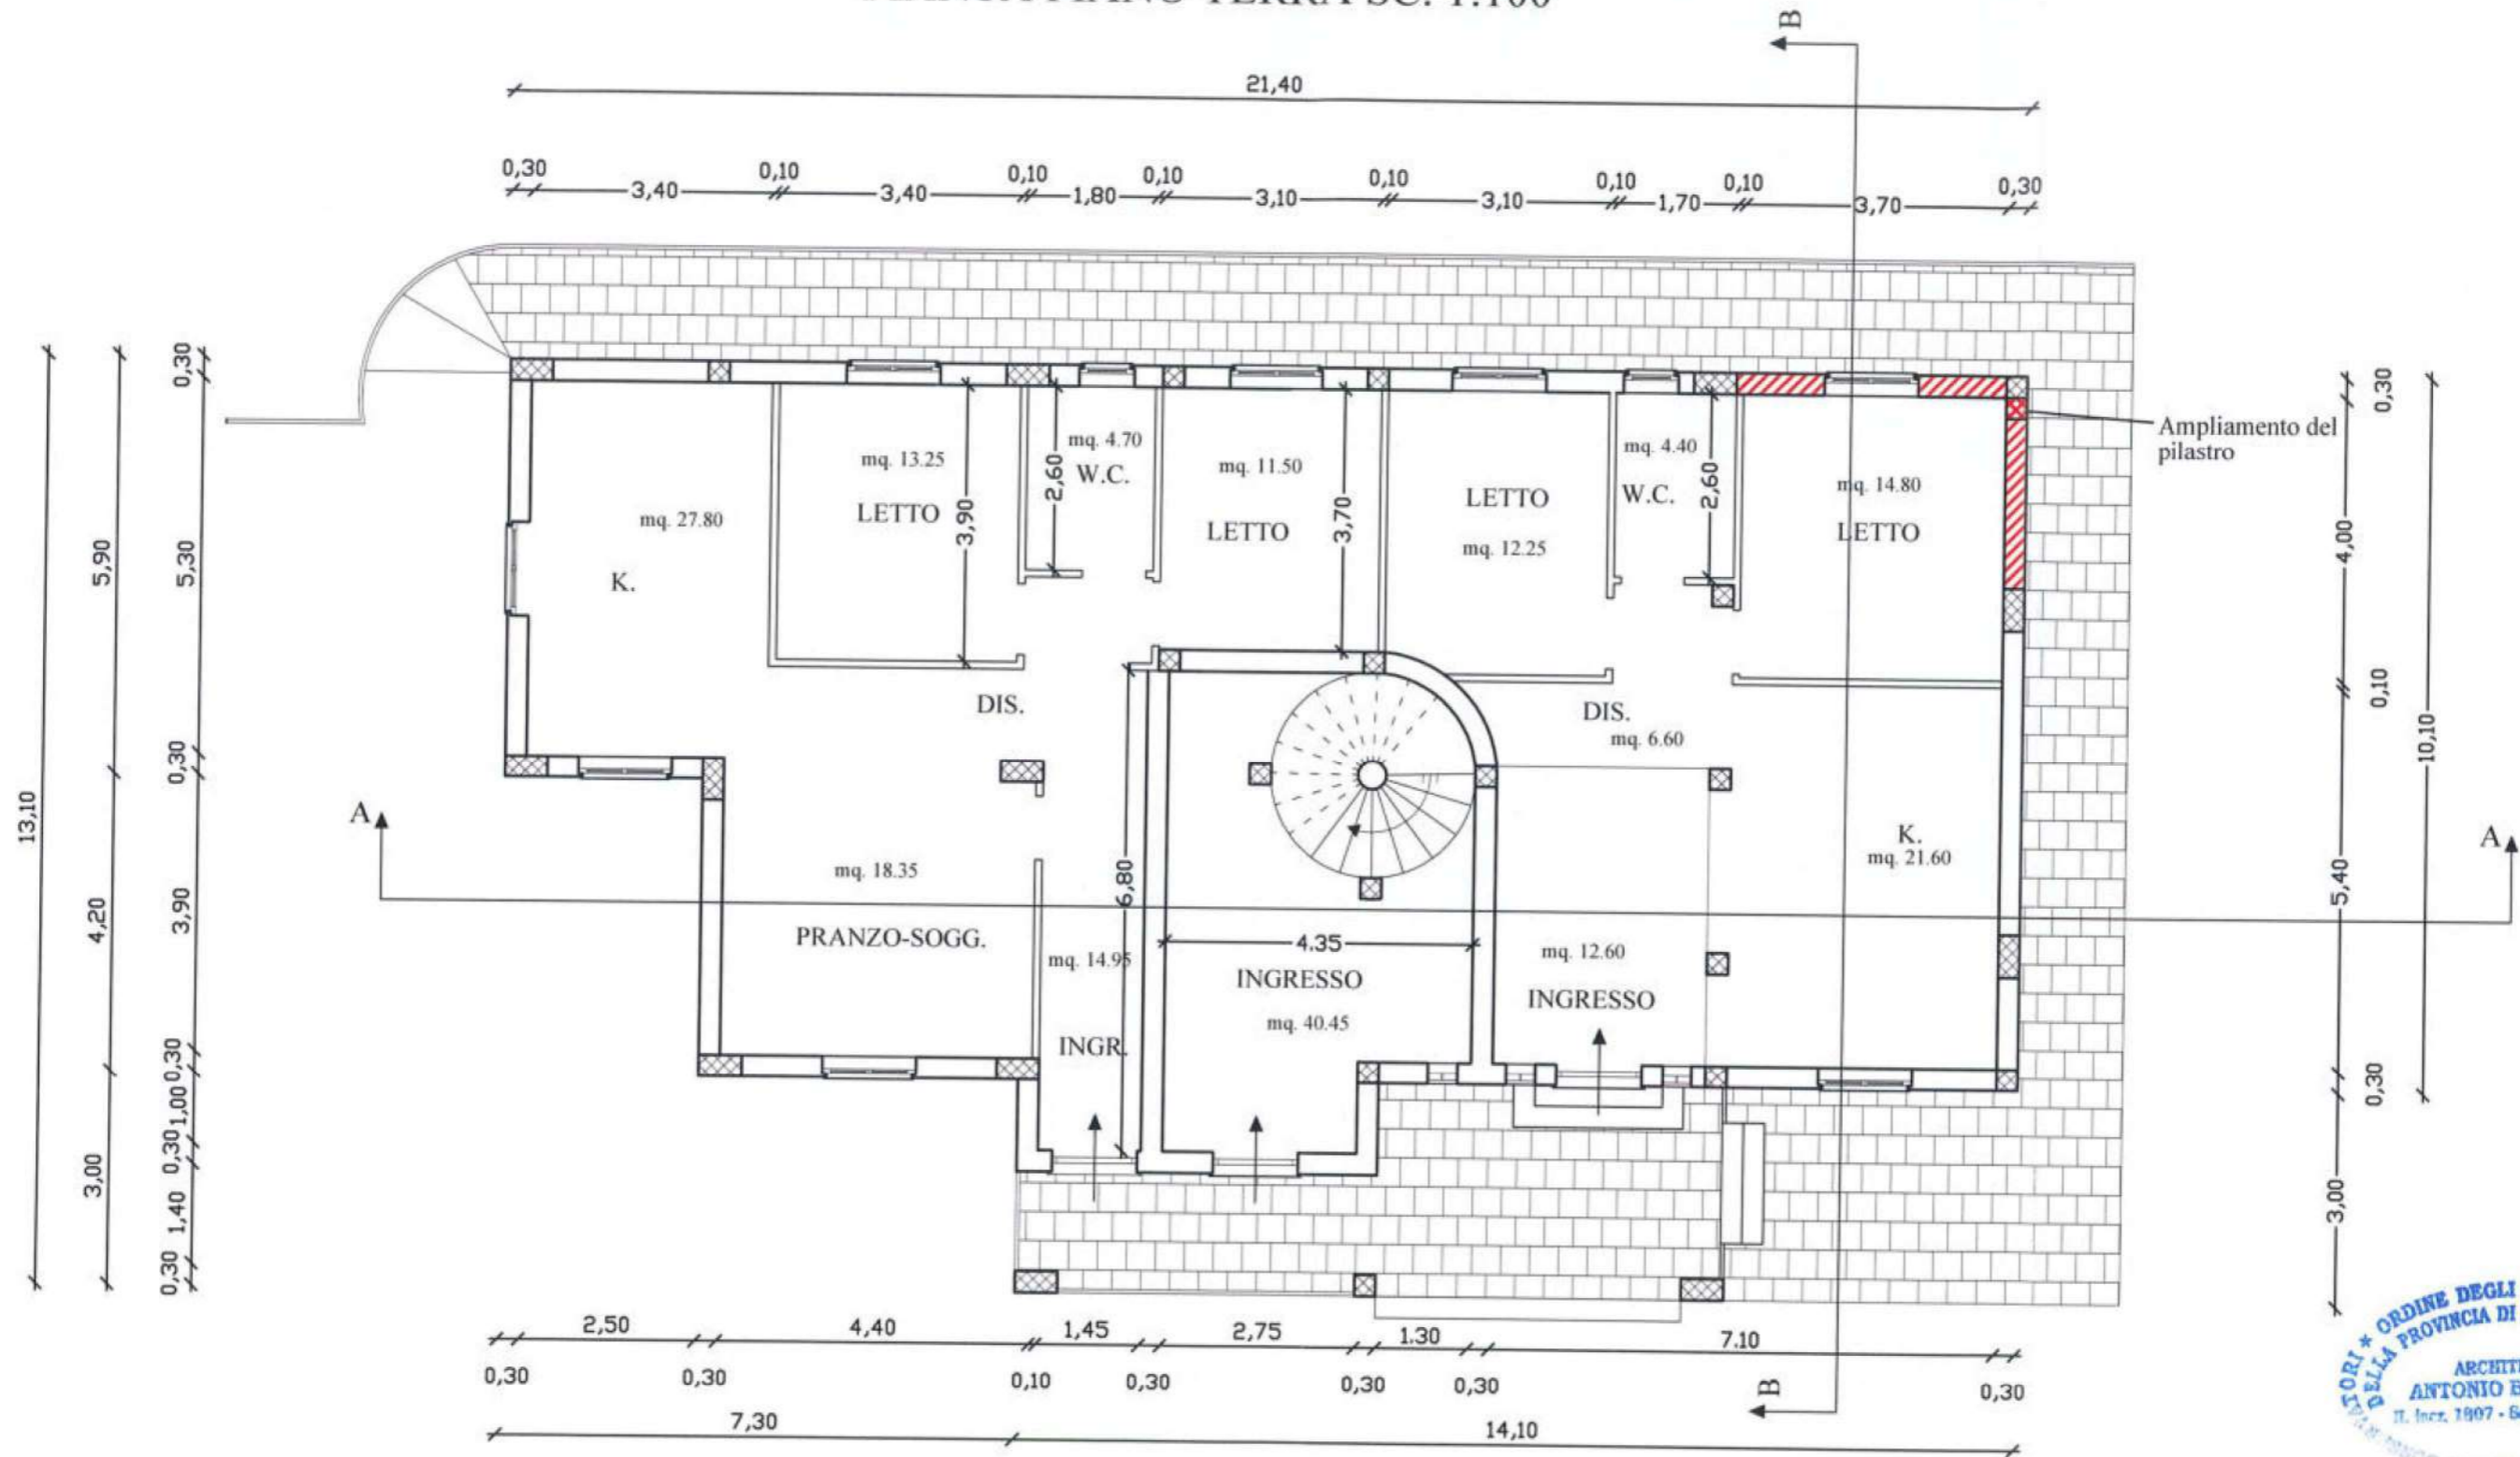 PIANTA PIANO TERRA SC. 1:100
B
21,40
0,30
3,40
0,10
3,40
0,10
1,80
0,10
3,10
0,10
3,10
0,10
1,70
0,10
3,70
0,30
Ampliamento del
pilastro
13,10
5,90
4,20
3,00
0,30
5,30
0,30
3,90
0,30
1,00
0,30
1,40
0,30
mq. 27.80
K.
mq. 13.25
LETTO
3,90
2,60
mq. 4.70
W.C.
mq. 11.50
LETTO
3,70
LETTO
mq. 12.25
mq. 4.40
W.C.
2,60
mq. 14.80
LETTO
DIS.
DIS.
mq. 6.60
A
A
mq. 18.35
PRANZO-SOGG.
6,80
mq. 14.95
INGR.
4.35
INGRESSO
mq. 40.45
mq. 12.60
INGRESSO
K.
mq. 21.60
0,30
4,00
0,10
10,10
5,40
0,30
3,00
2,50
4,40
1,45
2,75
1.30
7.10
0,30
0,30
0,10
0,30
0,30
0,30
0,30
B
7,30
14,10
ORDINE DEGLI
DELLA PROVINCIA DI
ANTONIO